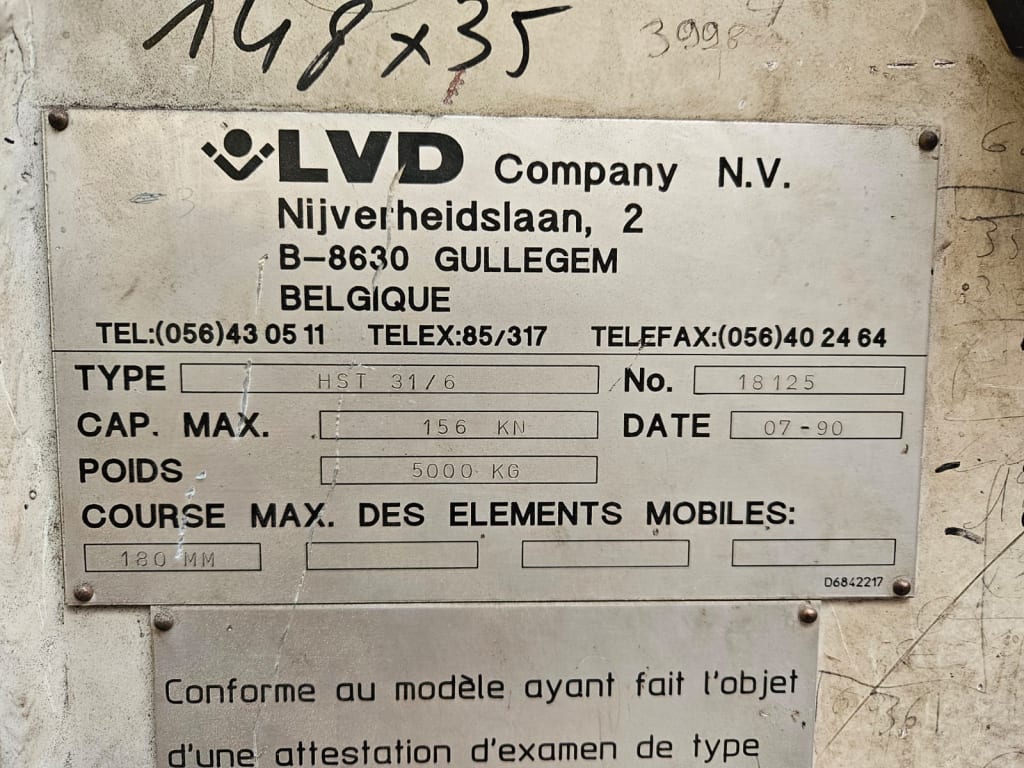 148x35
3998
LVD Company N.V.
Nijverheidslaan, 2
B-8630 GULLEGEM
BELGIQUE
TEL:(056)43 05 11 TELEX:85/317 TELEFAX:(056)40 24 64
TYPE HST 31/6 No. 18125
CAP. MAX. 156 KN DATE 07-90
POIDS 5000 KG
COURSE MAX. DES ELEMENTS MOBILES:
180 MM
D6842217
Conforme au modèle ayant fait l'objet
d'une attestation d'examen de type